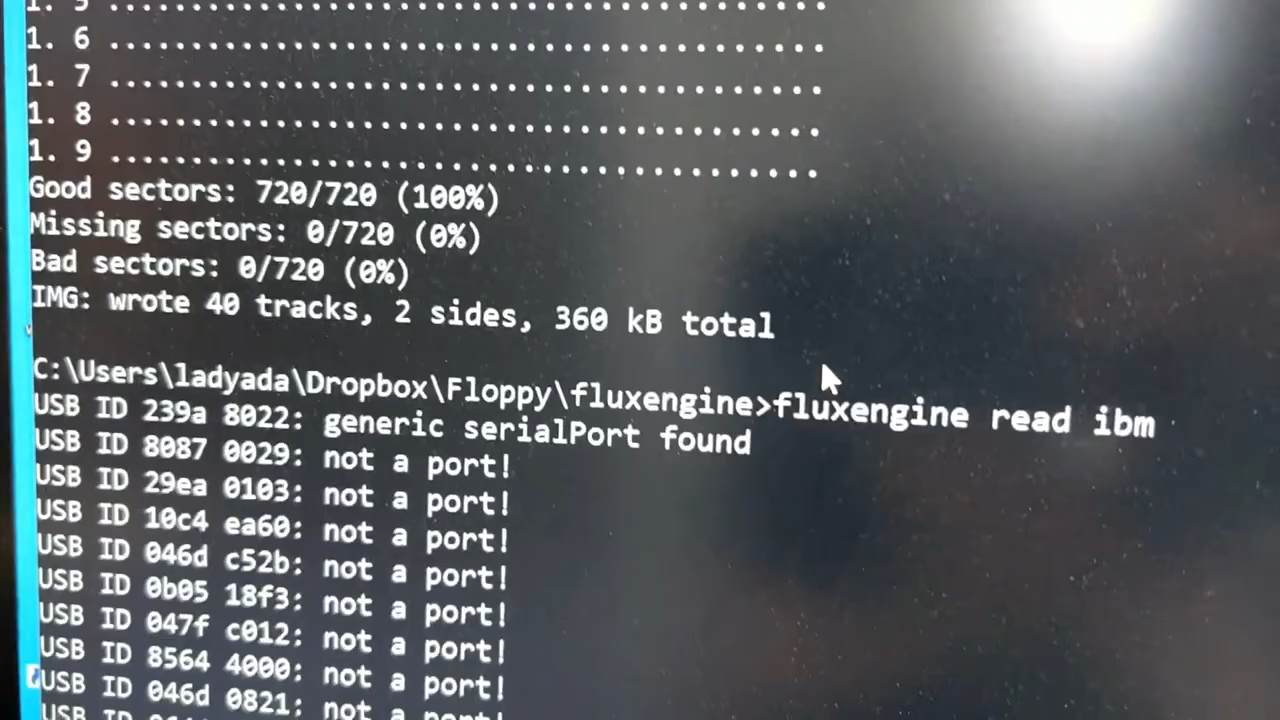 1. 5 .......................................
1. 6 ........................................
1. 7 ........................................
1. 8 ........................................
1. 9 ........................................
Good sectors: 720/720 (100%)
Missing sectors: 0/720 (0%)
Bad sectors: 0/720 (0%)
IMG: wrote 40 tracks, 2 sides, 360 kB total
C:\Users\ladyada\Dropbox\Floppy\fluxengine>fluxengine read ibm
USB ID 239a 8022: generic serialPort found
USB ID 8087 0029: not a port!
USB ID 29ea 0103: not a port!
USB ID 10c4 ea60: not a port!
USB ID 046d c52b: not a port!
USB ID 0b05 18f3: not a port!
USB ID 047f c012: not a port!
USB ID 8564 4000: not a port!
USB ID 046d 0821: not a port!
USB ID